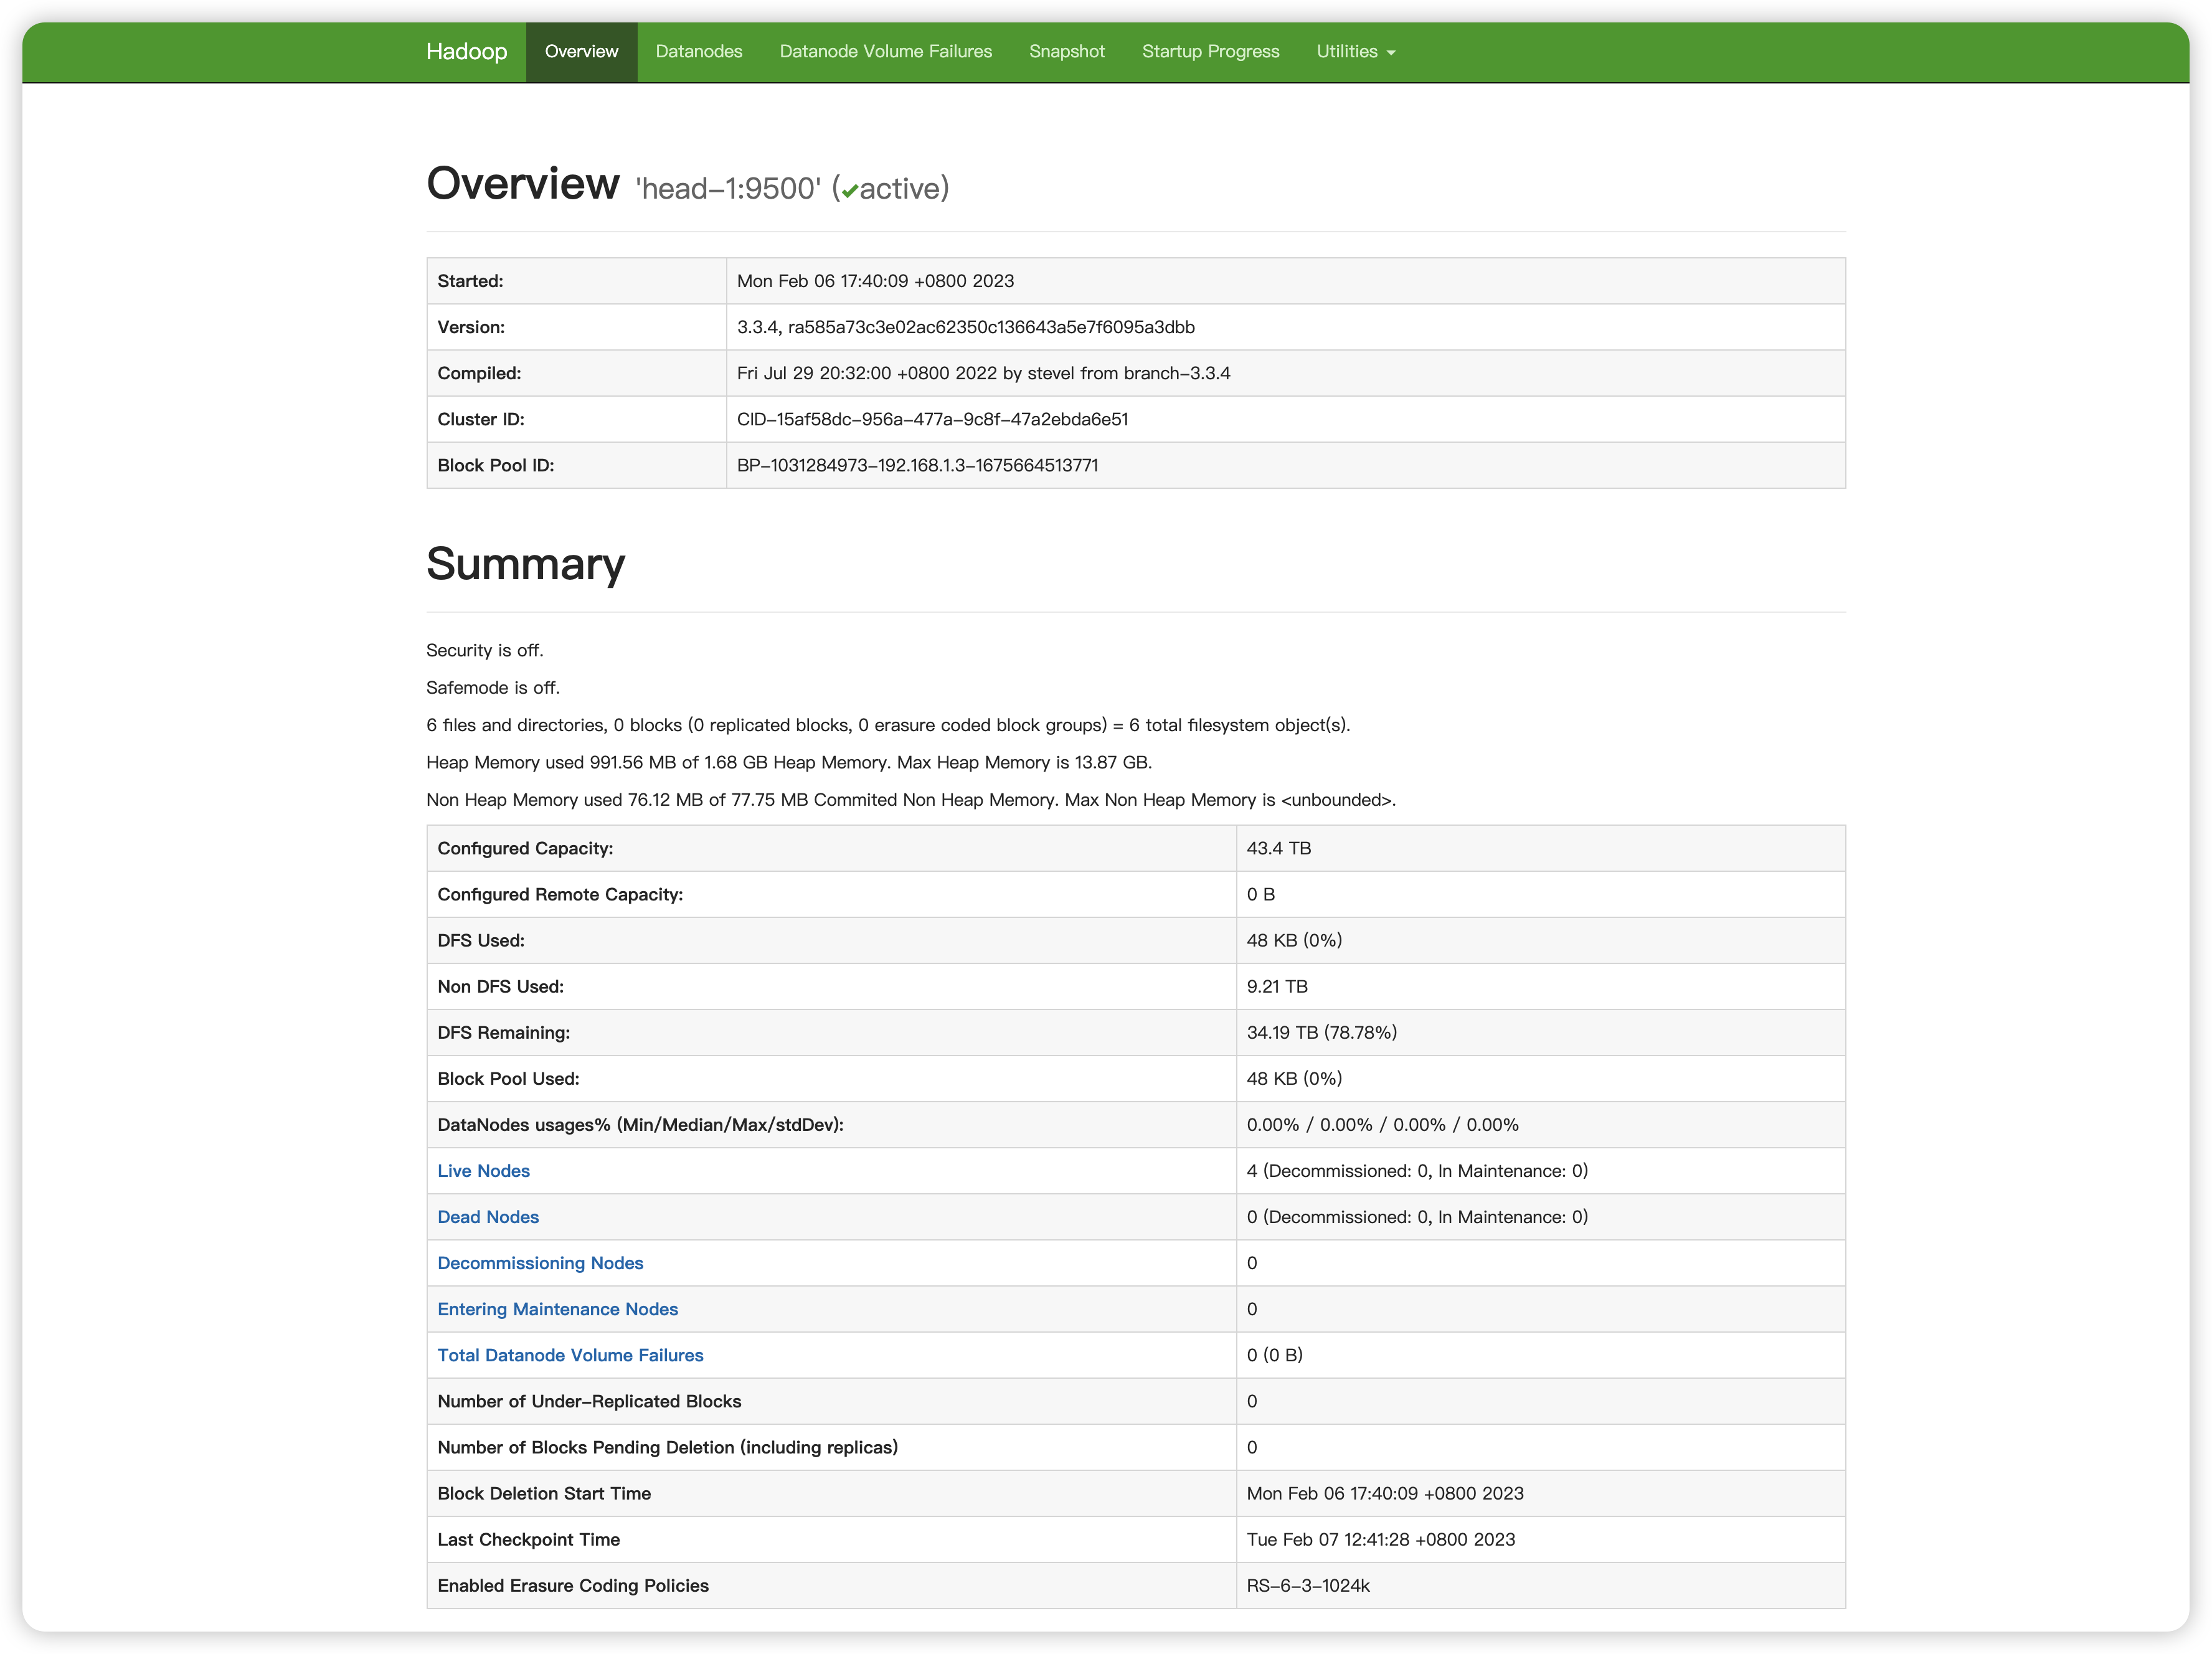 Hadoop Overview Datanodes Datanode Volume Failures Snapshot Startup Progress Utilities
Overview 'head-1:9500' (✔active)
Started: Mon Feb 06 17:40:09 +0800 2023
Version: 3.3.4, ra585a73c3e02ac62350c136643a5e7f6095a3dbb
Compiled: Fri Jul 29 20:32:00 +0800 2022 by stevel from branch-3.3.4
Cluster ID: CID-15af58dc-956a-477a-9c8f-47a2ebda6e51
Block Pool ID: BP-1031284973-192.168.1.3-1675664513771
Summary
Security is off.
Safemode is off.
6 files and directories, 0 blocks (0 replicated blocks, 0 erasure coded block groups) = 6 total filesystem object(s).
Heap Memory used 991.56 MB of 1.68 GB Heap Memory. Max Heap Memory is 13.87 GB.
Non Heap Memory used 76.12 MB of 77.75 MB Commited Non Heap Memory. Max Non Heap Memory is <unbounded>.
Configured Capacity: 43.4 TB
Configured Remote Capacity: 0 B
DFS Used: 48 KB (0%)
Non DFS Used: 9.21 TB
DFS Remaining: 34.19 TB (78.78%)
Block Pool Used: 48 KB (0%)
DataNodes usages% (Min/Median/Max/stdDev): 0.00% / 0.00% / 0.00% / 0.00%
Live Nodes 4 (Decommissioned: 0, In Maintenance: 0)
Dead Nodes 0 (Decommissioned: 0, In Maintenance: 0)
Decommissioning Nodes 0
Entering Maintenance Nodes 0
Total Datanode Volume Failures 0 (0 B)
Number of Under-Replicated Blocks 0
Number of Blocks Pending Deletion (including replicas) 0
Block Deletion Start Time Mon Feb 06 17:40:09 +0800 2023
Last Checkpoint Time Tue Feb 07 12:41:28 +0800 2023
Enabled Erasure Coding Policies RS-6-3-1024k